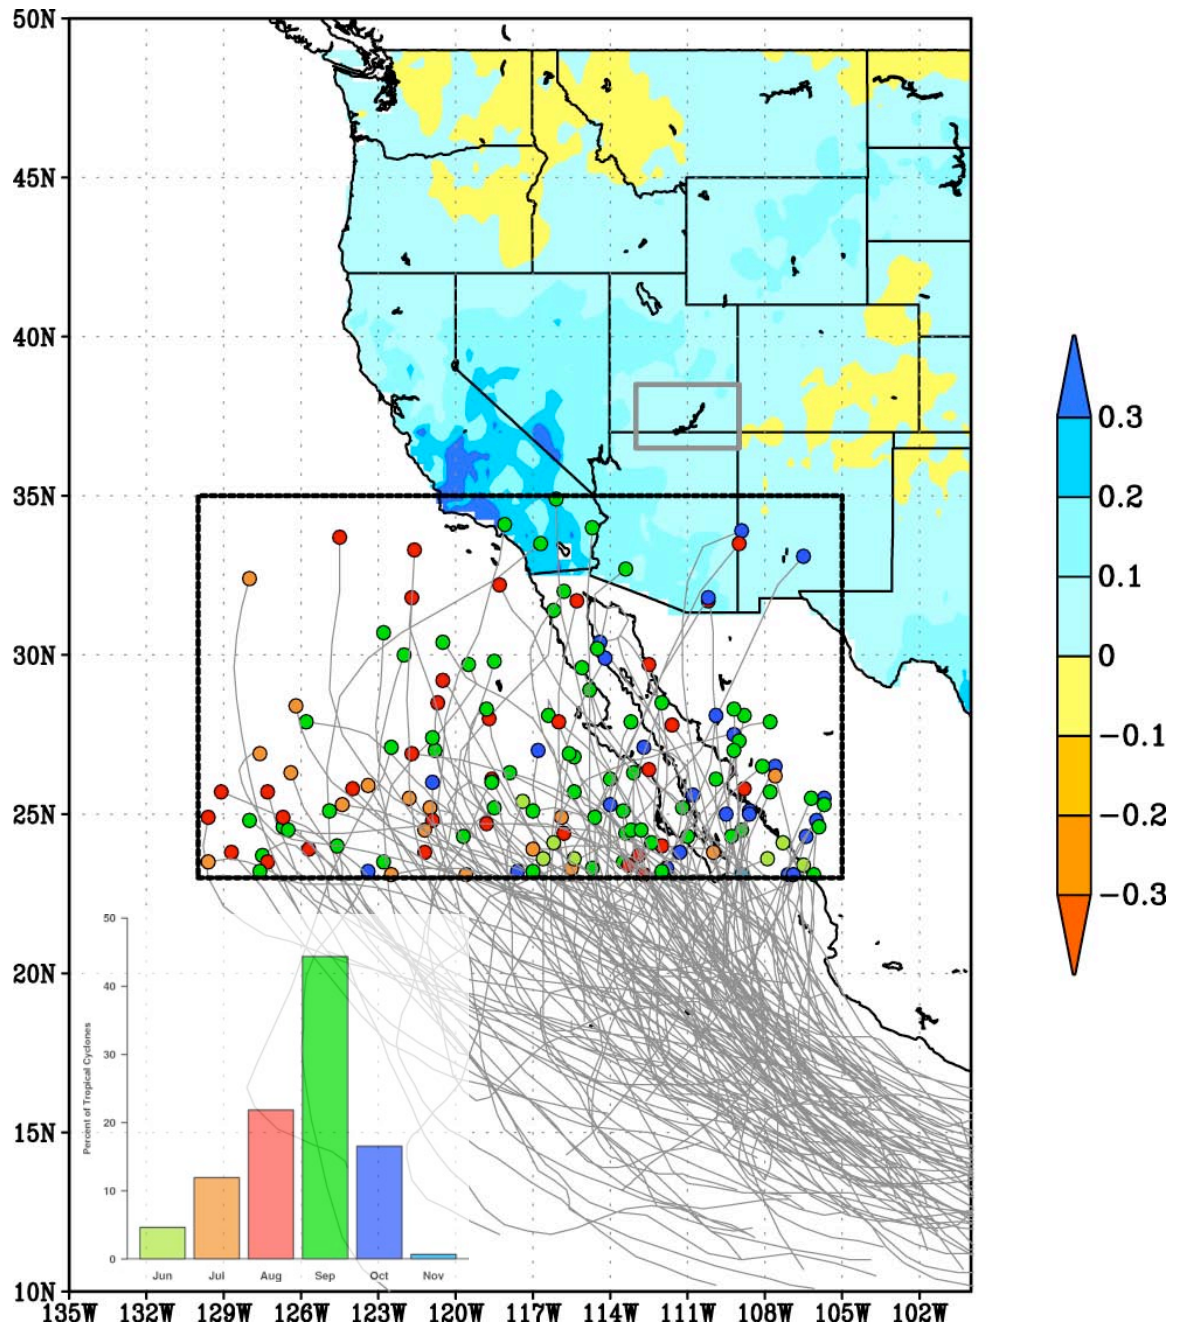 50N
45N
40N
35N
30N
25N
20N
15N
10N
135W 132W 129W 126W 123W 120W 117W 114W 111W 108W 105W 102W
0.3
0.2
0.1
0
−0.1
−0.2
−0.3
50
40
30
20
10
0
Percent of Tropical Cyclones
Jun Jul Aug Sep Oct Nov